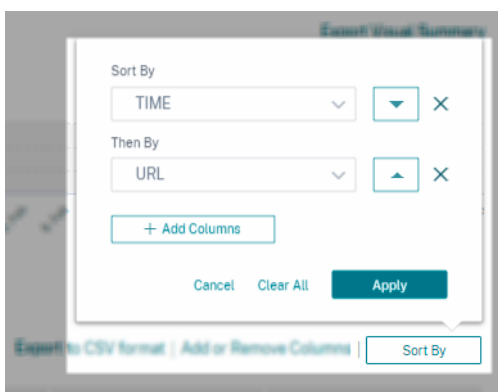 Export Visual Summary
Sort By
TIME
Then By
URL
+ Add Columns
Cancel Clear All Apply
Export to CSV format | Add or Remove Columns | Sort By